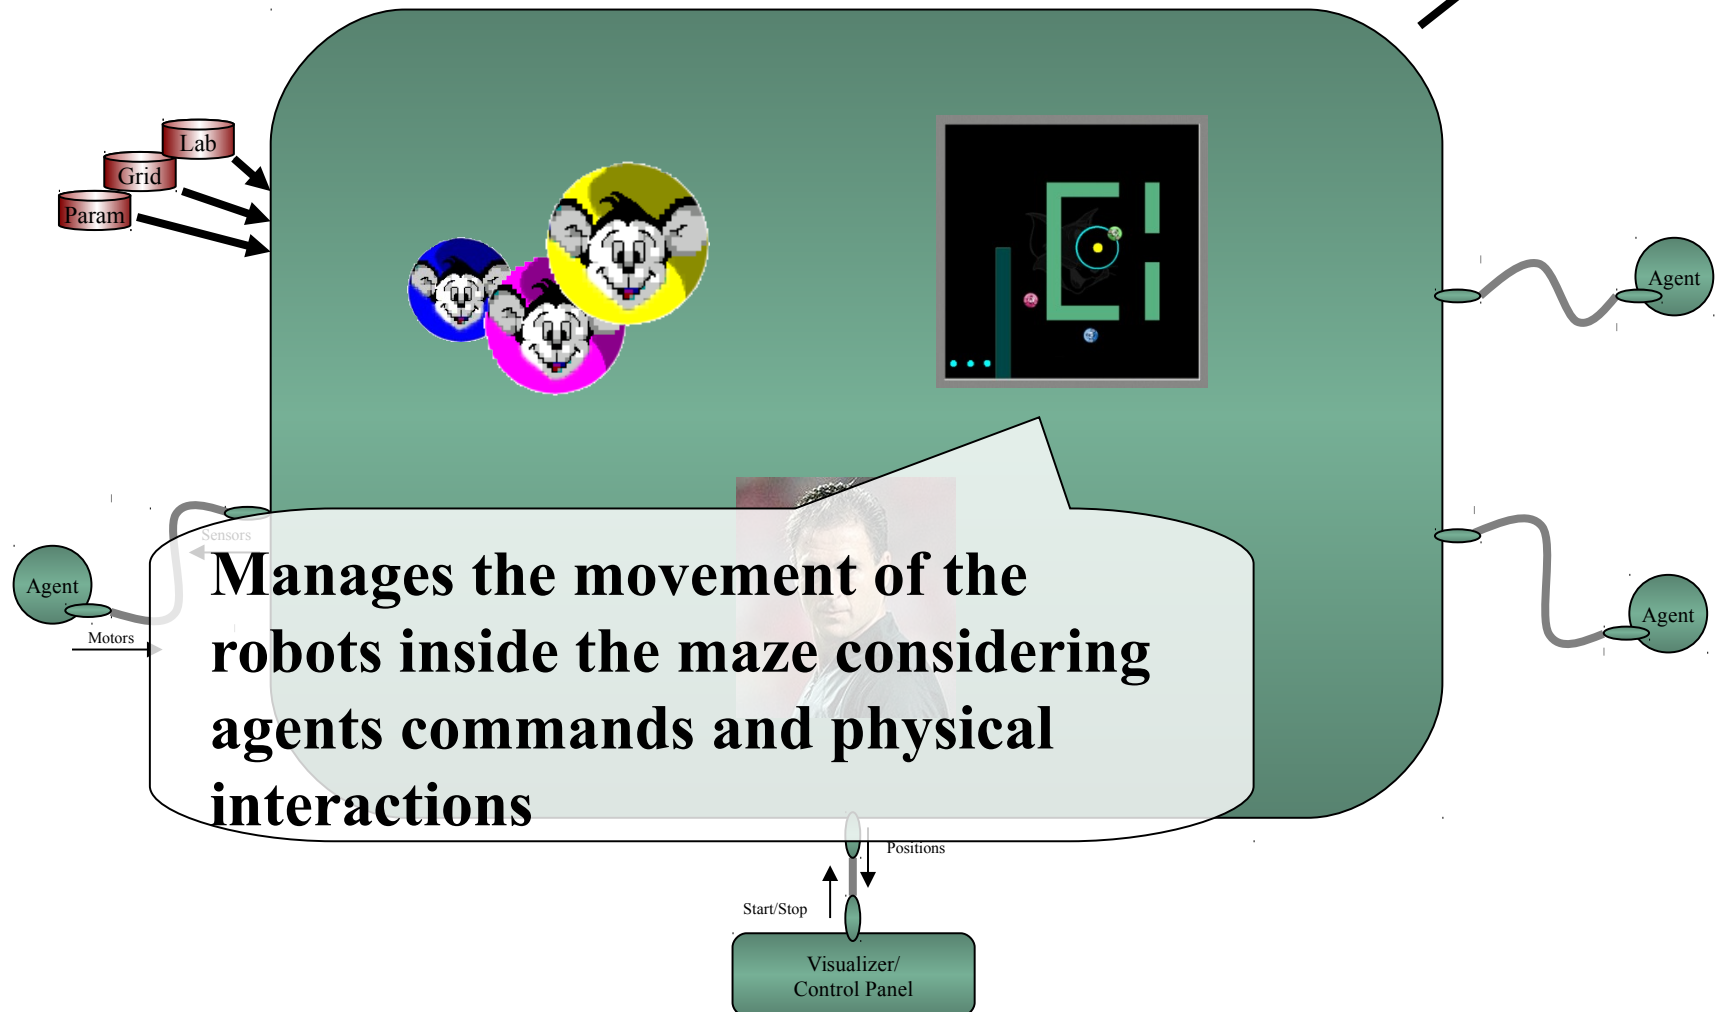 Lab
Grid
Param
Agent
Sensors
Agent
Motors
Manages the movement of the
robots inside the maze considering
agents commands and physical
interactions
Agent
Positions
Start/Stop
Visualizer/
Control Panel